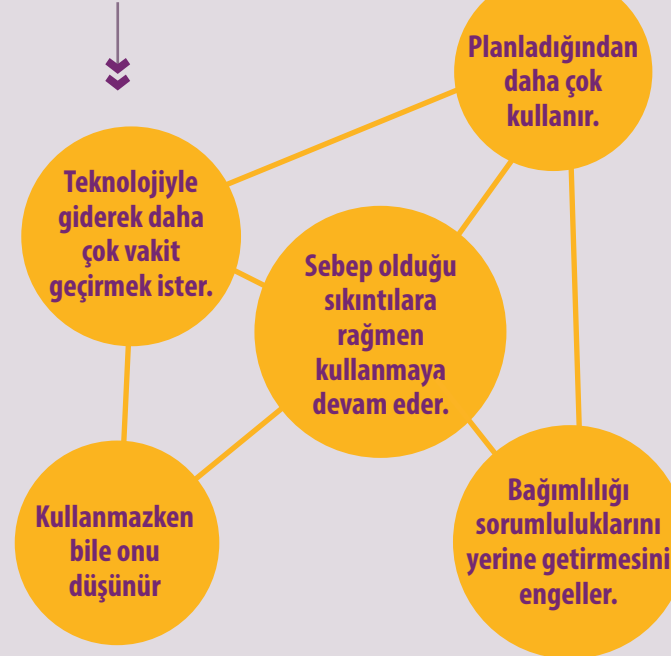 Planladığından
daha çok
kullanır.
Teknolojiyle
giderek daha
çok vakit
geçirmek ister.
Sebep olduğu
sıkıntılara
rağmen
kullanmaya
devam eder.
Kullanmazken
bile onu
düşünür
Bağımlılığı
sorumluluklarını
yerine getirmesini
engeller.